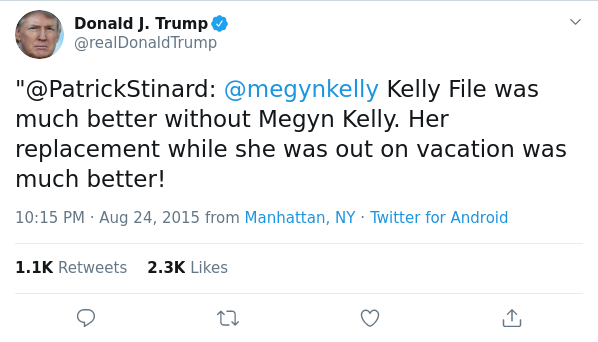 Donald J. Trump
@realDonaldTrump
"@PatrickStinard: @megynkelly Kelly File was
much better without Megyn Kelly. Her
replacement while she was out on vacation was
much better!
10:15 PM · Aug 24, 2015 from Manhattan, NY · Twitter for Android
1.1K Retweets 2.3K Likes